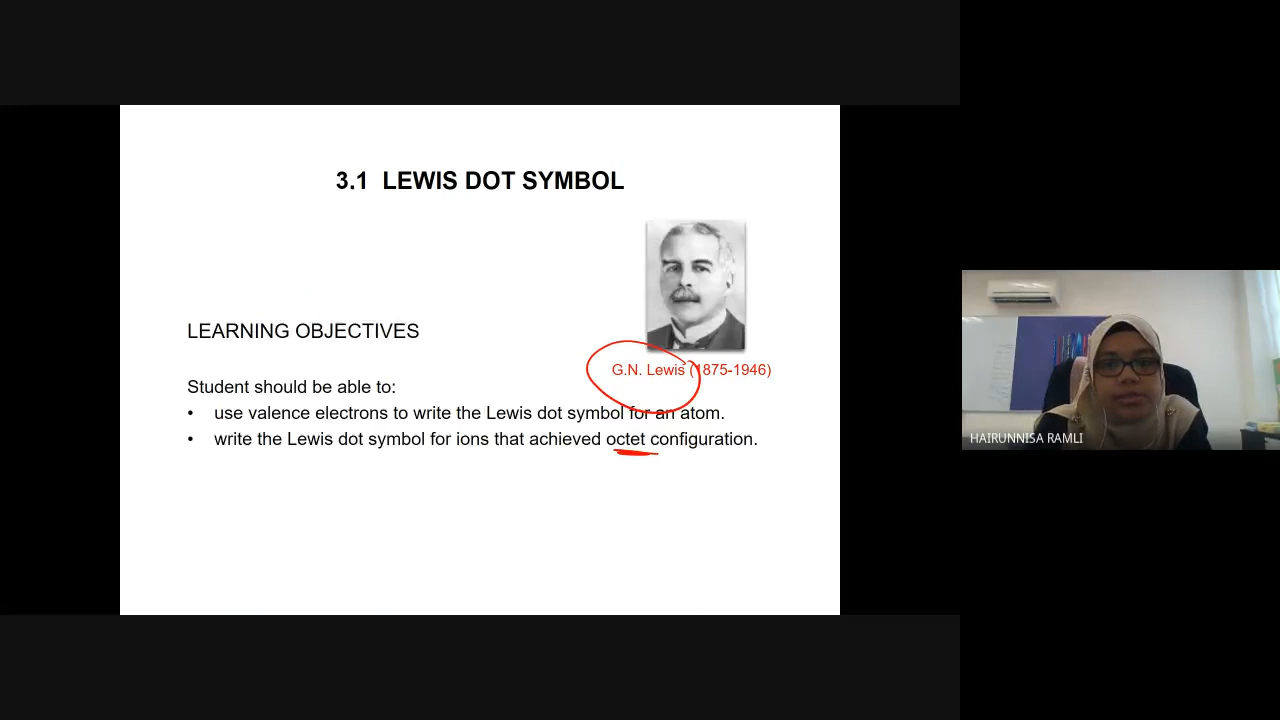 3.1 LEWIS DOT SYMBOL
G.N. Lewis (1875-1946)
LEARNING OBJECTIVES
Student should be able to:
• use valence electrons to write the Lewis dot symbol for an atom.
• write the Lewis dot symbol for ions that achieved octet configuration.
HAIRUNNISA RAMLI